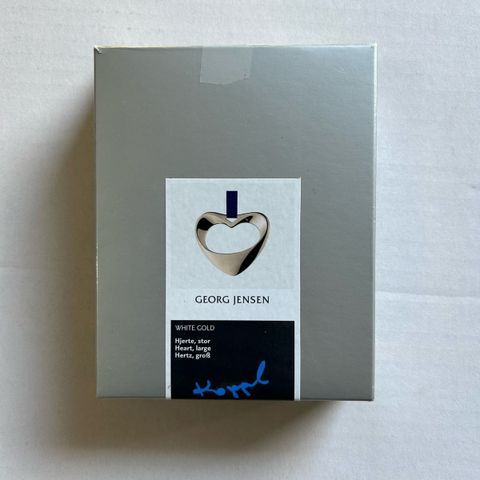 GEORG JENSEN
WHITE GOLD
Hjerte, stor
Heart, large
Hertz, groß
Koppel